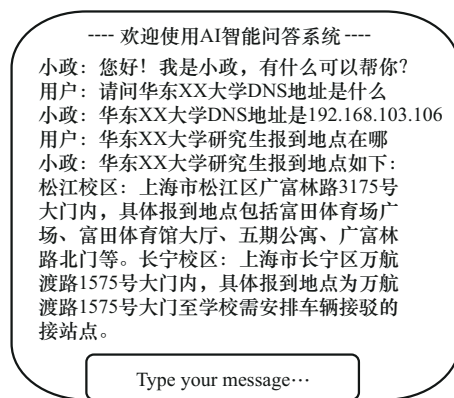 ---- 欢迎使用AI智能问答系统----
小政：您好！我是小政，有什么可以帮你？
用户：请问华东XX大学DNS地址是什么
小政：华东XX大学DNS地址是192.168.103.106
用户：华东XX大学研究生报到地点在哪
小政：华东XX大学研究生报到地点如下：
松江校区：上海市松江区广富林路3175号
大门内，具体报到地点包括富田体育场广
场、富田体育馆大厅、五期公寓、广富林
路北门等。长宁校区：上海市长宁区万航
渡路1575号大门内，具体报到地点为万航
渡路1575号大门至学校需安排车辆接驳的
接站点。
Type your message…